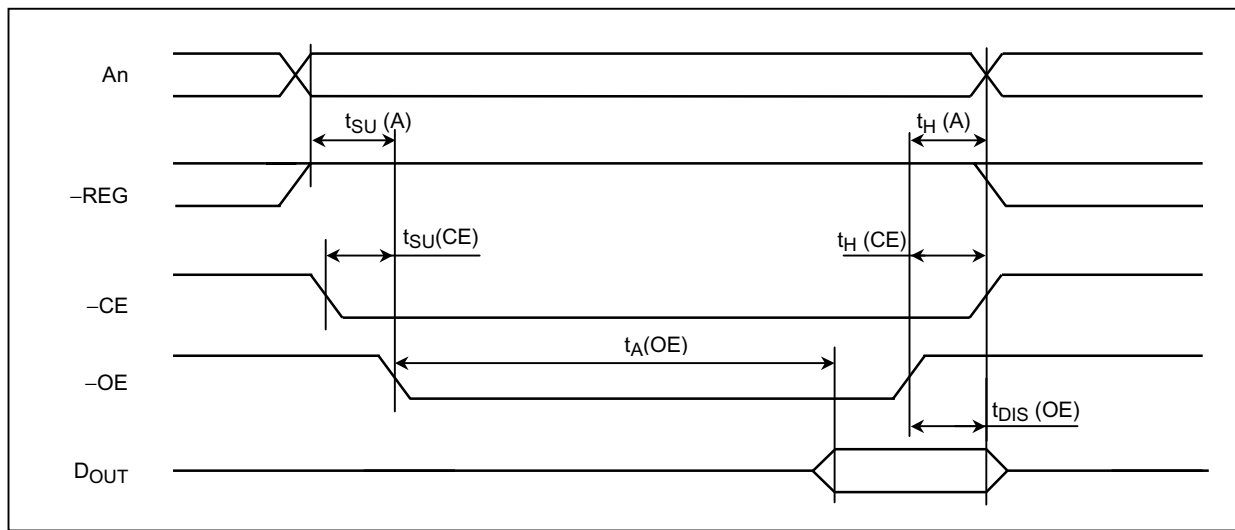 An
tSU (A)
tH (A)
–REG
tSU(CE)
tH (CE)
–CE
tA(OE)
–OE
tDIS (OE)
DOUT